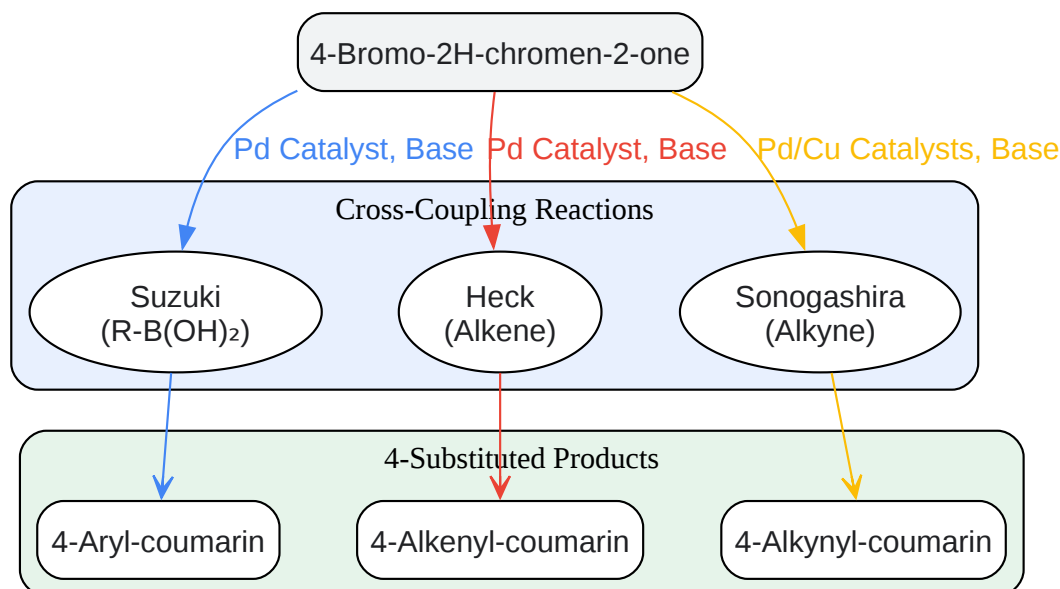 4-Bromo-2H-chromen-2-one
Pd Catalyst, Base
Pd Catalyst, Base
Pd/Cu Catalysts, Base
Cross-Coupling Reactions
Suzuki
(R-B(OH)₂)
Heck
(Alkene)
Sonogashira
(Alkyne)
4-Substituted Products
4-Aryl-coumarin
4-Alkenyl-coumarin
4-Alkynyl-coumarin